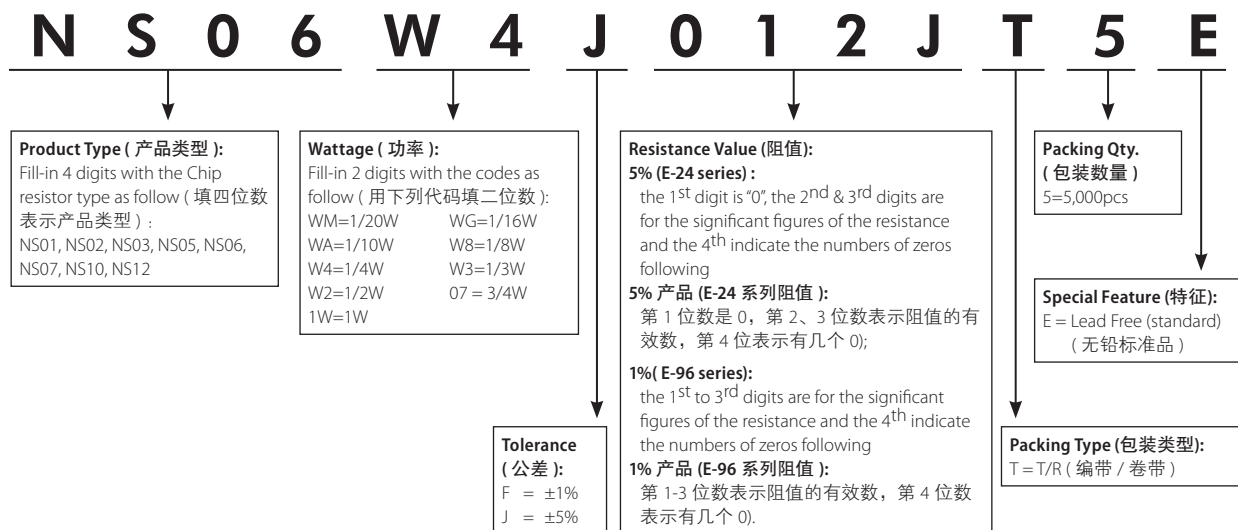 N S 0 6 W 4 J 0 1 2 J T 5 E
Product Type ( 产品类型 ):
Fill-in 4 digits with the Chip
resistor type as follow ( 填四位数
表示产品类型 ) :
NS01, NS02, NS03, NS05, NS06,
NS07, NS10, NS12
Wattage ( 功率 ):
Fill-in 2 digits with the codes as
follow ( 用下列代码填二位数 ):
WM=1/20W WG=1/16W
WA=1/10W W8=1/8W
W4=1/4W W3=1/3W
W2=1/2W 07 = 3/4W
1W=1W
Tolerance
( 公差 ):
F = ±1%
J = ±5%
Resistance Value (阻值):
5% (E-24 series) :
the 1st digit is “0”, the 2nd & 3rd digits are
for the significant figures of the resistance
and the 4th indicate the numbers of zeros
following
5% 产品 (E-24 系列阻值 ):
第 1 位数是 0，第 2、3 位数表示阻值的有
效数，第 4 位表示有几个 0);
1%( E-96 series):
the 1st to 3rd digits are for the significant
figures of the resistance and the 4th indicate
the numbers of zeros following
1% 产品 (E-96 系列阻值 ):
第 1-3 位数表示阻值的有效数，第 4 位数
表示有几个 0).
Packing Type (包装类型):
T = T/R ( 编带 / 卷带 )
Packing Qty.
( 包装数量 )
5=5,000pcs
Special Feature (特征):
E = Lead Free (standard)
( 无铅标准品 )